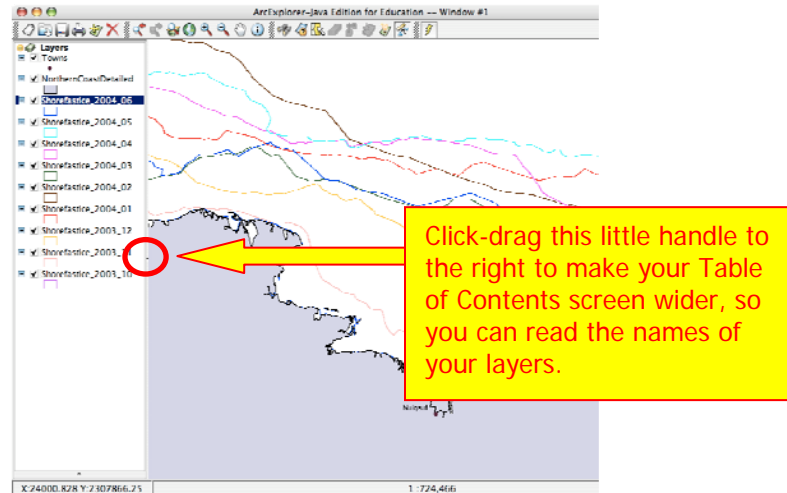 ArcExplorer-Java Edition for Education -- Window #1
Layers
Towns
NorthernCoastDetailed
Shorefastice_2004_06
Shorefastice_2004_05
Shorefastice_2004_04
Shorefastice_2004_03
Shorefastice_2004_02
Shorefastice_2004_01
Shorefastice_2003_12
Shorefastice_2003_11
Shorefastice_2003_10
Click-drag this little handle to
the right to make your Table
of Contents screen wider, so
you can read the names of
your layers.
Nuiqsut
X:24000.828 Y:2307866.25
1 :724,466